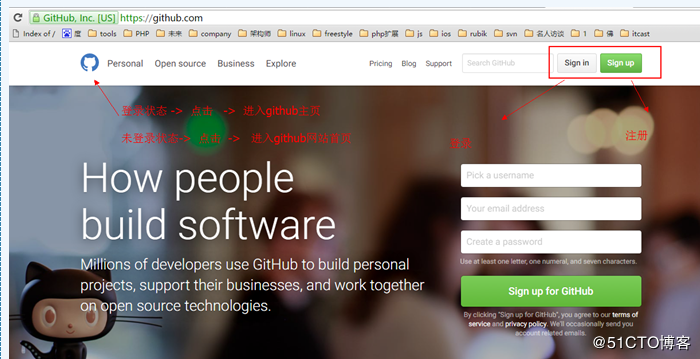 GitHub, Inc. [US] https://github.com
Index of / 度 tools PHP 未来 company 架构师 linux freestyle php扩展 js ios rubik svn 名人访谈 1 佛 itcast
Personal Open source Business Explore Pricing Blog Support Search GitHub Sign in Sign up
登录状态 -> 点击 -> 进入github主页
未登录状态-> 点击 -> 进入github网站首页
登录
注册
How people
build software
Millions of developers use GitHub to build personal
projects, support their businesses, and work together
on open source technologies.
Pick a username
Your email address
Create a password
Use at least one letter, one numeral, and seven characters.
Sign up for GitHub
By clicking "Sign up for GitHub", you agree to our terms of
service and privacy policy. We'll occasionally send you
account related emails.
@51CTO博客